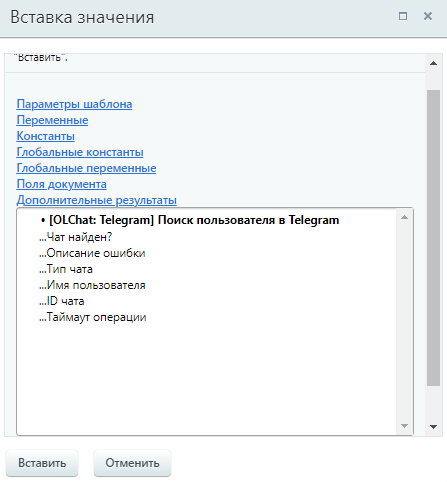 Вставка значения
"Вставить".
Параметры шаблона
Переменные
Константы
Глобальные константы
Глобальные переменные
Поля документа
Дополнительные результаты
• [OLChat: Telegram] Поиск пользователя в Telegram
...Чат найден?
...Описание ошибки
...Тип чата
...Имя пользователя
...ID чата
...Таймаут операции
Вставить Отменить